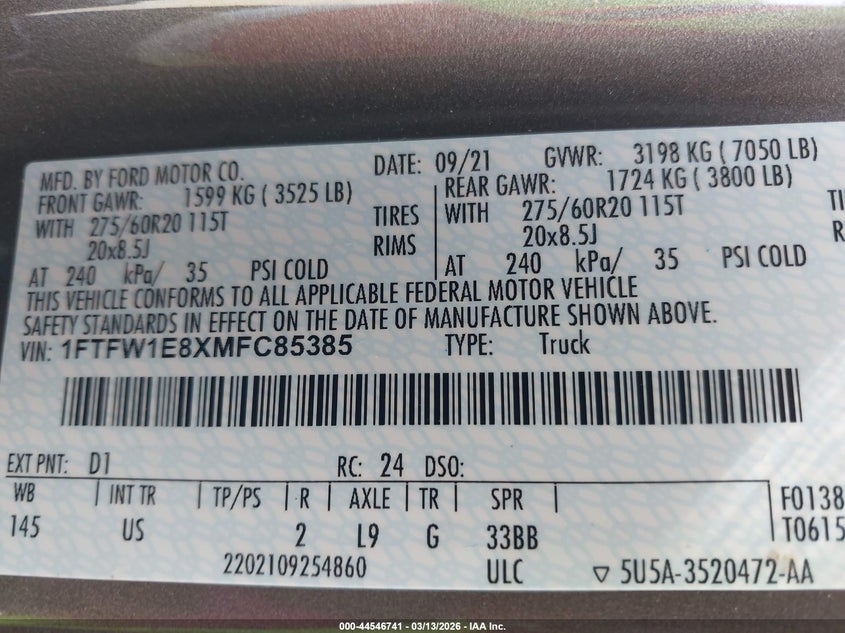 MFD. BY FORD MOTOR CO. DATE: 09/21 GVWR: 3198 KG ( 7050 LB)
FRONT GAWR: 1599 KG ( 3525 LB) REAR GAWR: 1724 KG ( 3800 LB)
WITH 275/60R20 115T TIRES WITH 275/60R20 115T TI
20x8.5J RIMS 20x8.5J R
AT 240 kPa/ 35 PSI COLD AT 240 kPa/ 35 PSI COLD
THIS VEHICLE CONFORMS TO ALL APPLICABLE FEDERAL MOTOR VEHICLE
SAFETY STANDARDS IN EFFECT ON THE DATE OF MANUFACTURE SHOWN ABOVE.
VIN: 1FTFW1E8XMFC85385 TYPE: Truck
EXT PNT: D1 RC: 24 DSO:
WB INT TR TP/PS R AXLE TR SPR F0138
145 US 2 L9 G 33BB T0615
2202109254860 ULC ▽ 5U5A-3520472-AA
000-44546741 - 03/13/2026 - IAA Inc.